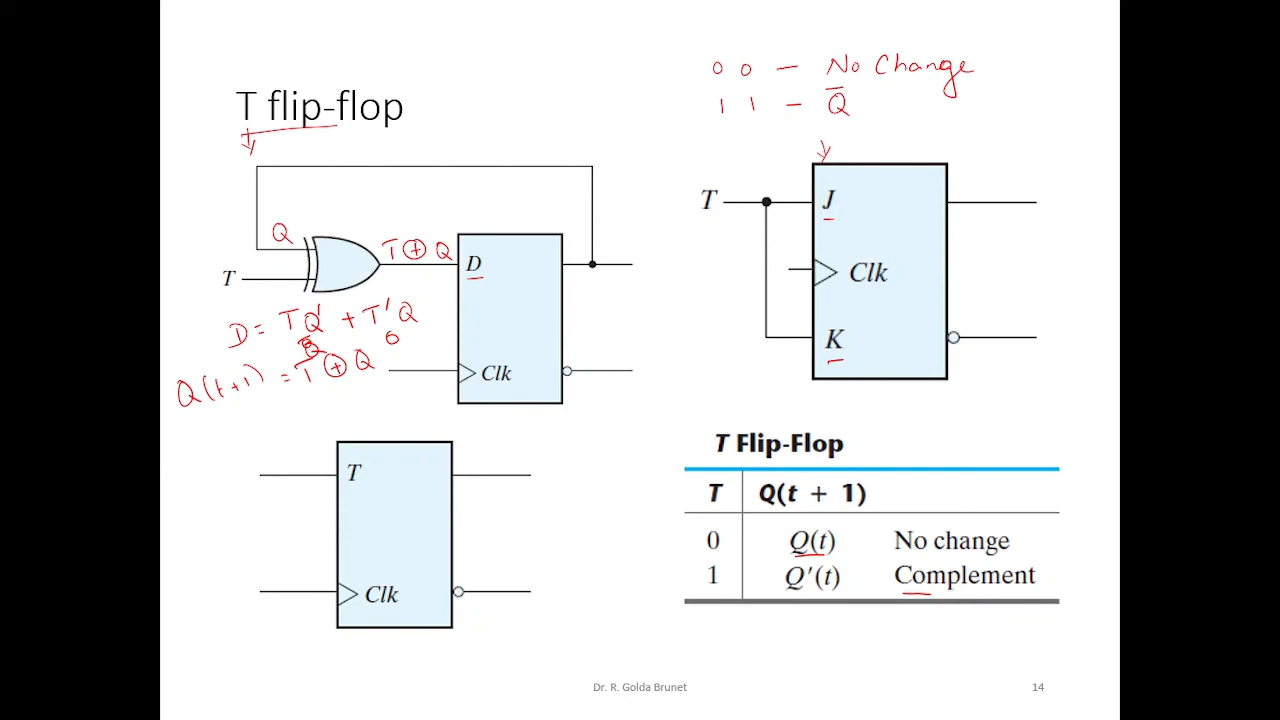 T flip-flop
0 0 – No Change
1 1 – Q̅
Q
T
T ⊕ Q
D
Clk
D = TQ' + T'Q
0
Q(t+1) = T ⊕ Q
T
J
Clk
K
T
Clk
T Flip-Flop
T Q(t + 1)
0 Q(t) No change
1 Q′(t) Complement
Dr. R. Golda Brunet
14